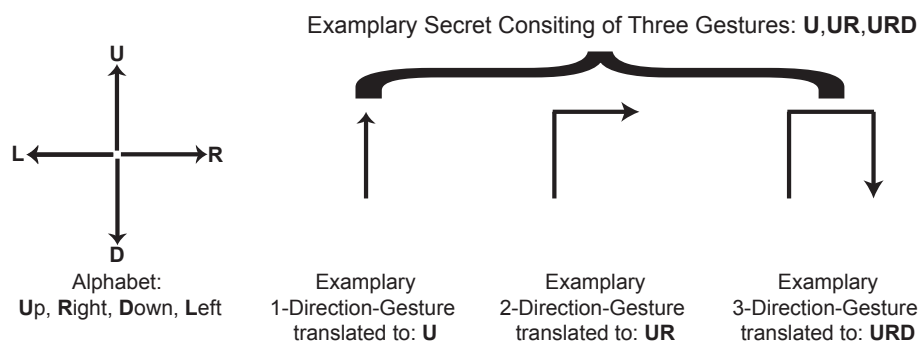 Examplary Secret Consiting of Three Gestures: U,UR,URD
U
L
R
D
Alphabet:
Up, Right, Down, Left
Examplary
1-Direction-Gesture
translated to: U
Examplary
2-Direction-Gesture
translated to: UR
Examplary
3-Direction-Gesture
translated to: URD